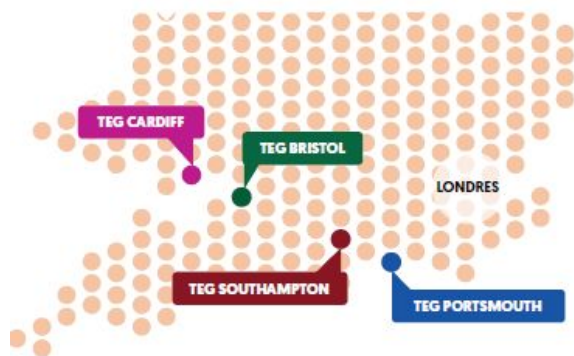 TEG CARDIFF
TEG BRISTOL
LONDRES
TEG SOUTHAMPTON
TEG PORTSMOUTH